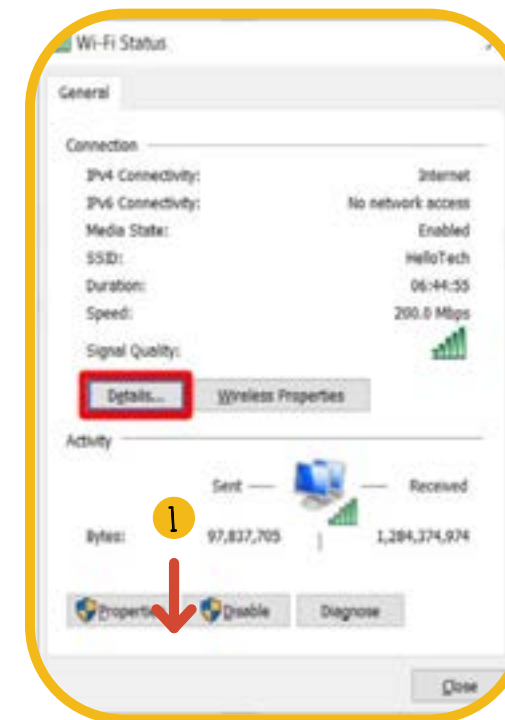 Wi-Fi Status
General
Connection
IPv4 Connectivity: Internet
IPv6 Connectivity: No network access
Media State: Enabled
SSID: HelloTech
Duration: 06:44:55
Speed: 200.0 Mbps
Signal Quality:
Details... Wireless Properties
Activity
Sent Received
1
Bytes: 97,837,705 1,284,374,974
Properti Disable Diagnose
Close